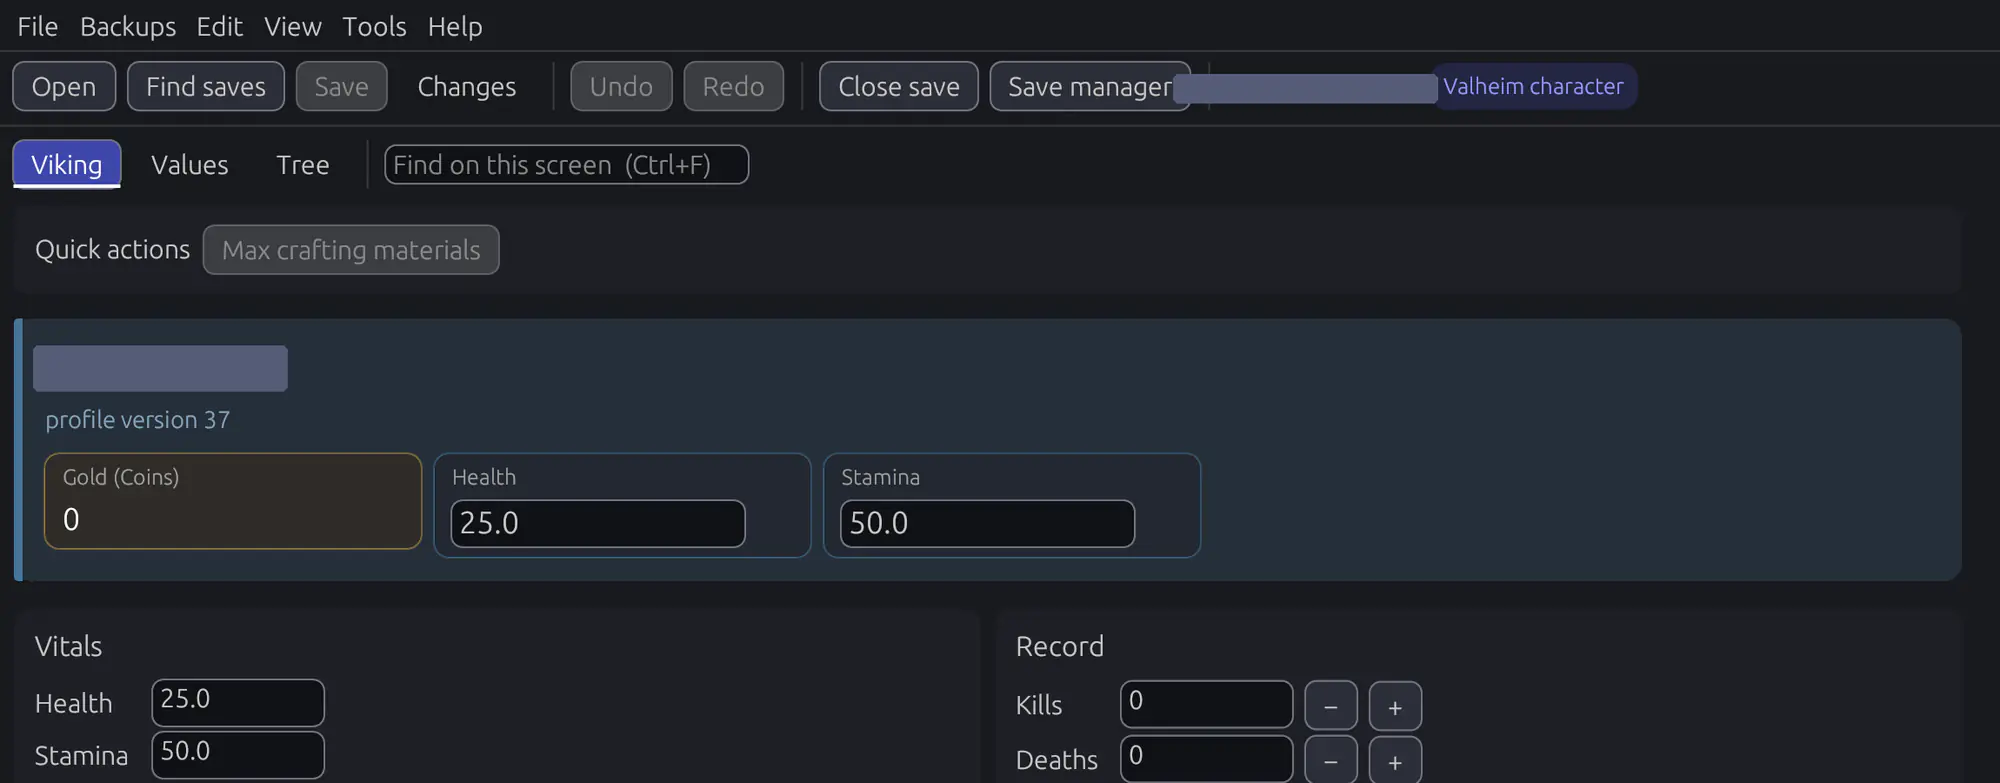 File Backups Edit View Tools Help
Open Find saves Save Changes Undo Redo Close save Save manager Valheim character
Viking Values Tree Find on this screen (Ctrl+F)
Quick actions Max crafting materials
profile version 37
Gold (Coins) Health Stamina
0 25.0 50.0
Vitals Record
Health 25.0 Kills 0 − +
Stamina 50.0 Deaths 0 − +